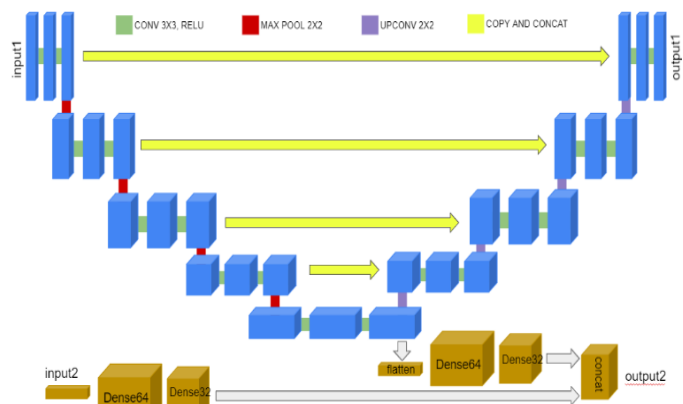 CONV 3X3, RELU
MAX POOL 2X2
UPCONV 2X2
COPY AND CONCAT
input1
output1
flatten
Dense64
Dense32
concat
output2
input2
Dense64
Dense32